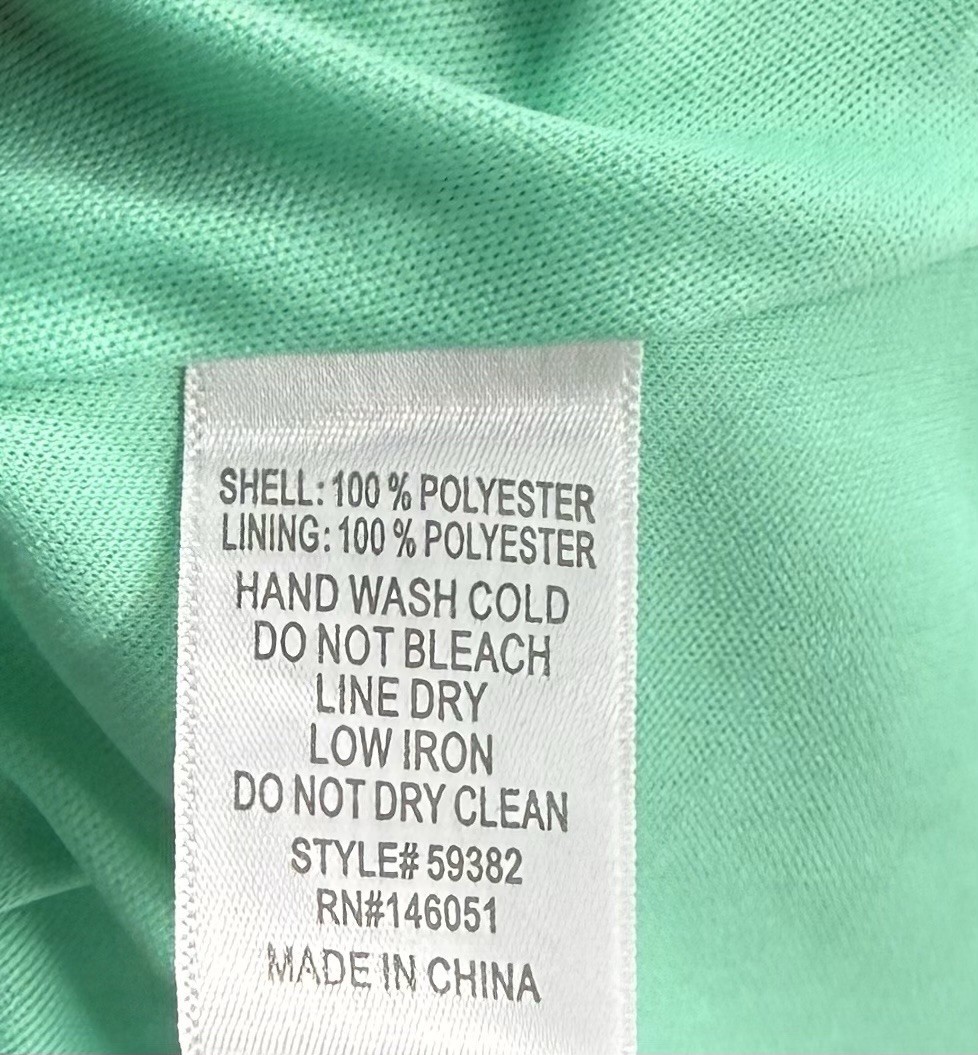 SHELL: 100 % POLYESTER
LINING: 100 % POLYESTER
HAND WASH COLD
DO NOT BLEACH
LINE DRY
LOW IRON
DO NOT DRY CLEAN
STYLE# 59382
RN#146051
MADE IN CHINA